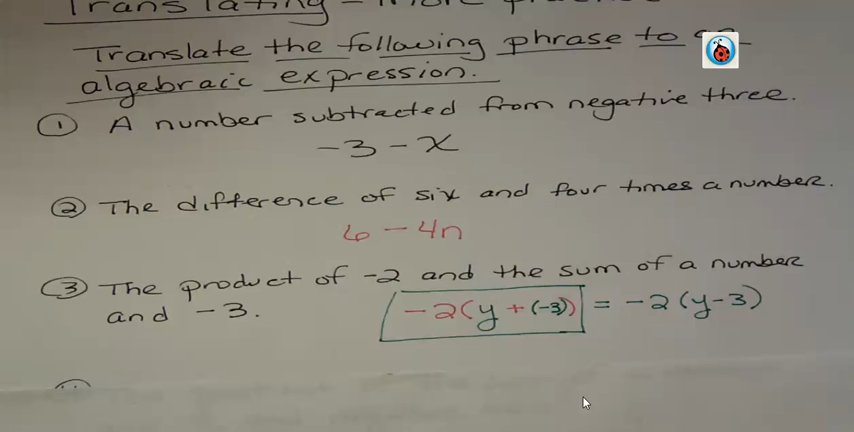 Translating - More
Translate the following phrase to
algebraic expression.
① A number subtracted from negative three.
-3 - x
② The difference of six and four times a number.
6 - 4n
③ The product of -2 and the sum of a number
and -3. -2(y + (-3)) = -2(y-3)